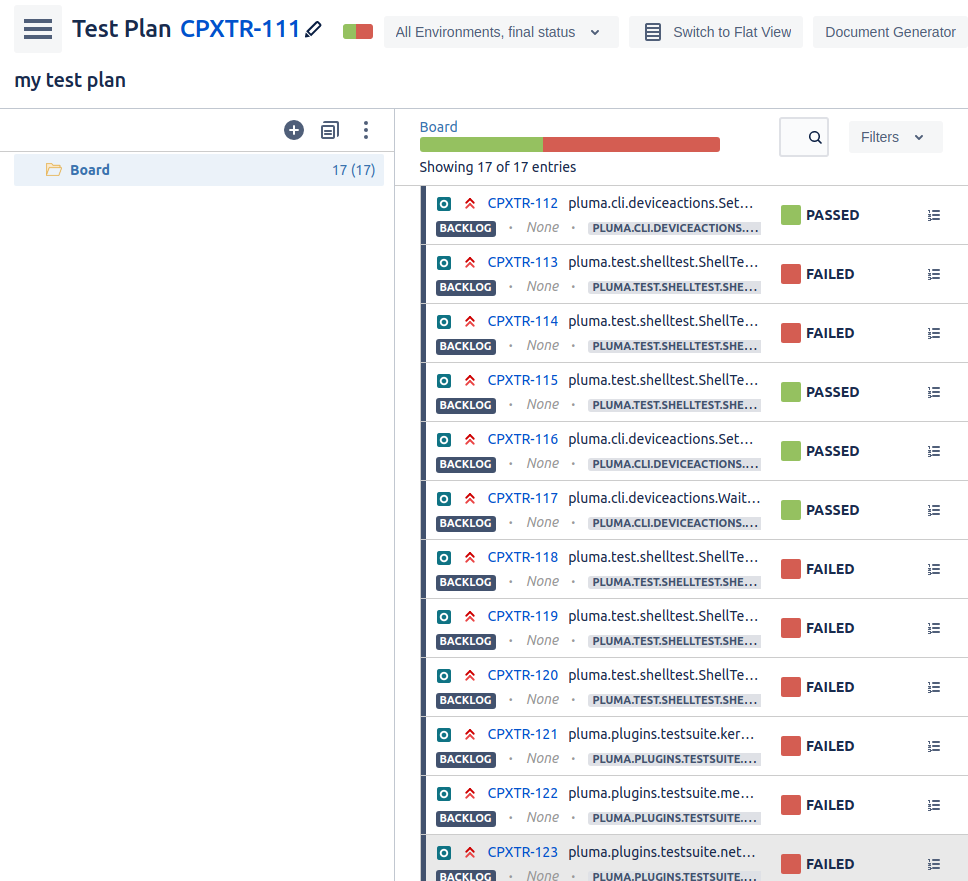 Test Plan CPXTR-111
All Environments, final status
Switch to Flat View
Document Generator
my test plan
Board 17 (17)
Board
Showing 17 of 17 entries
Filters
CPXTR-112 pluma.cli.deviceactions.Set...
BACKLOG · None · PLUMA.CLI.DEVICEACTIONS....
PASSED
CPXTR-113 pluma.test.shelltest.ShellTe...
BACKLOG · None · PLUMA.TEST.SHELLTEST.SHE...
FAILED
CPXTR-114 pluma.test.shelltest.ShellTe...
BACKLOG · None · PLUMA.TEST.SHELLTEST.SHE...
FAILED
CPXTR-115 pluma.test.shelltest.ShellTe...
BACKLOG · None · PLUMA.TEST.SHELLTEST.SHE...
PASSED
CPXTR-116 pluma.cli.deviceactions.Set...
BACKLOG · None · PLUMA.CLI.DEVICEACTIONS....
PASSED
CPXTR-117 pluma.cli.deviceactions.Wait...
BACKLOG · None · PLUMA.CLI.DEVICEACTIONS....
PASSED
CPXTR-118 pluma.test.shelltest.ShellTe...
BACKLOG · None · PLUMA.TEST.SHELLTEST.SHE...
FAILED
CPXTR-119 pluma.test.shelltest.ShellTe...
BACKLOG · None · PLUMA.TEST.SHELLTEST.SHE...
FAILED
CPXTR-120 pluma.test.shelltest.ShellTe...
BACKLOG · None · PLUMA.TEST.SHELLTEST.SHE...
FAILED
CPXTR-121 pluma.plugins.testsuite.ker...
BACKLOG · None · PLUMA.PLUGINS.TESTSUITE....
FAILED
CPXTR-122 pluma.plugins.testsuite.me...
BACKLOG · None · PLUMA.PLUGINS.TESTSUITE....
FAILED
CPXTR-123 pluma.plugins.testsuite.net...
BACKLOG · None · PLUMA.PLUGINS.TESTSUITE....
FAILED